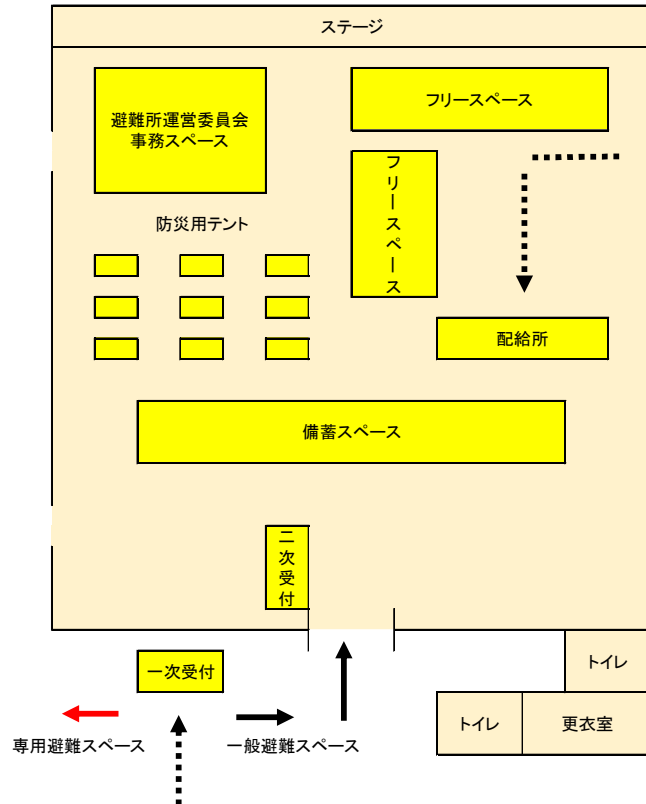 ステージ
避難所運営委員会
事務スペース
フリースペース
フリースペース
防災用テント
配給所
備蓄スペース
二次受付
一次受付
トイレ
専用避難スペース
一般避難スペース
トイレ
更衣室